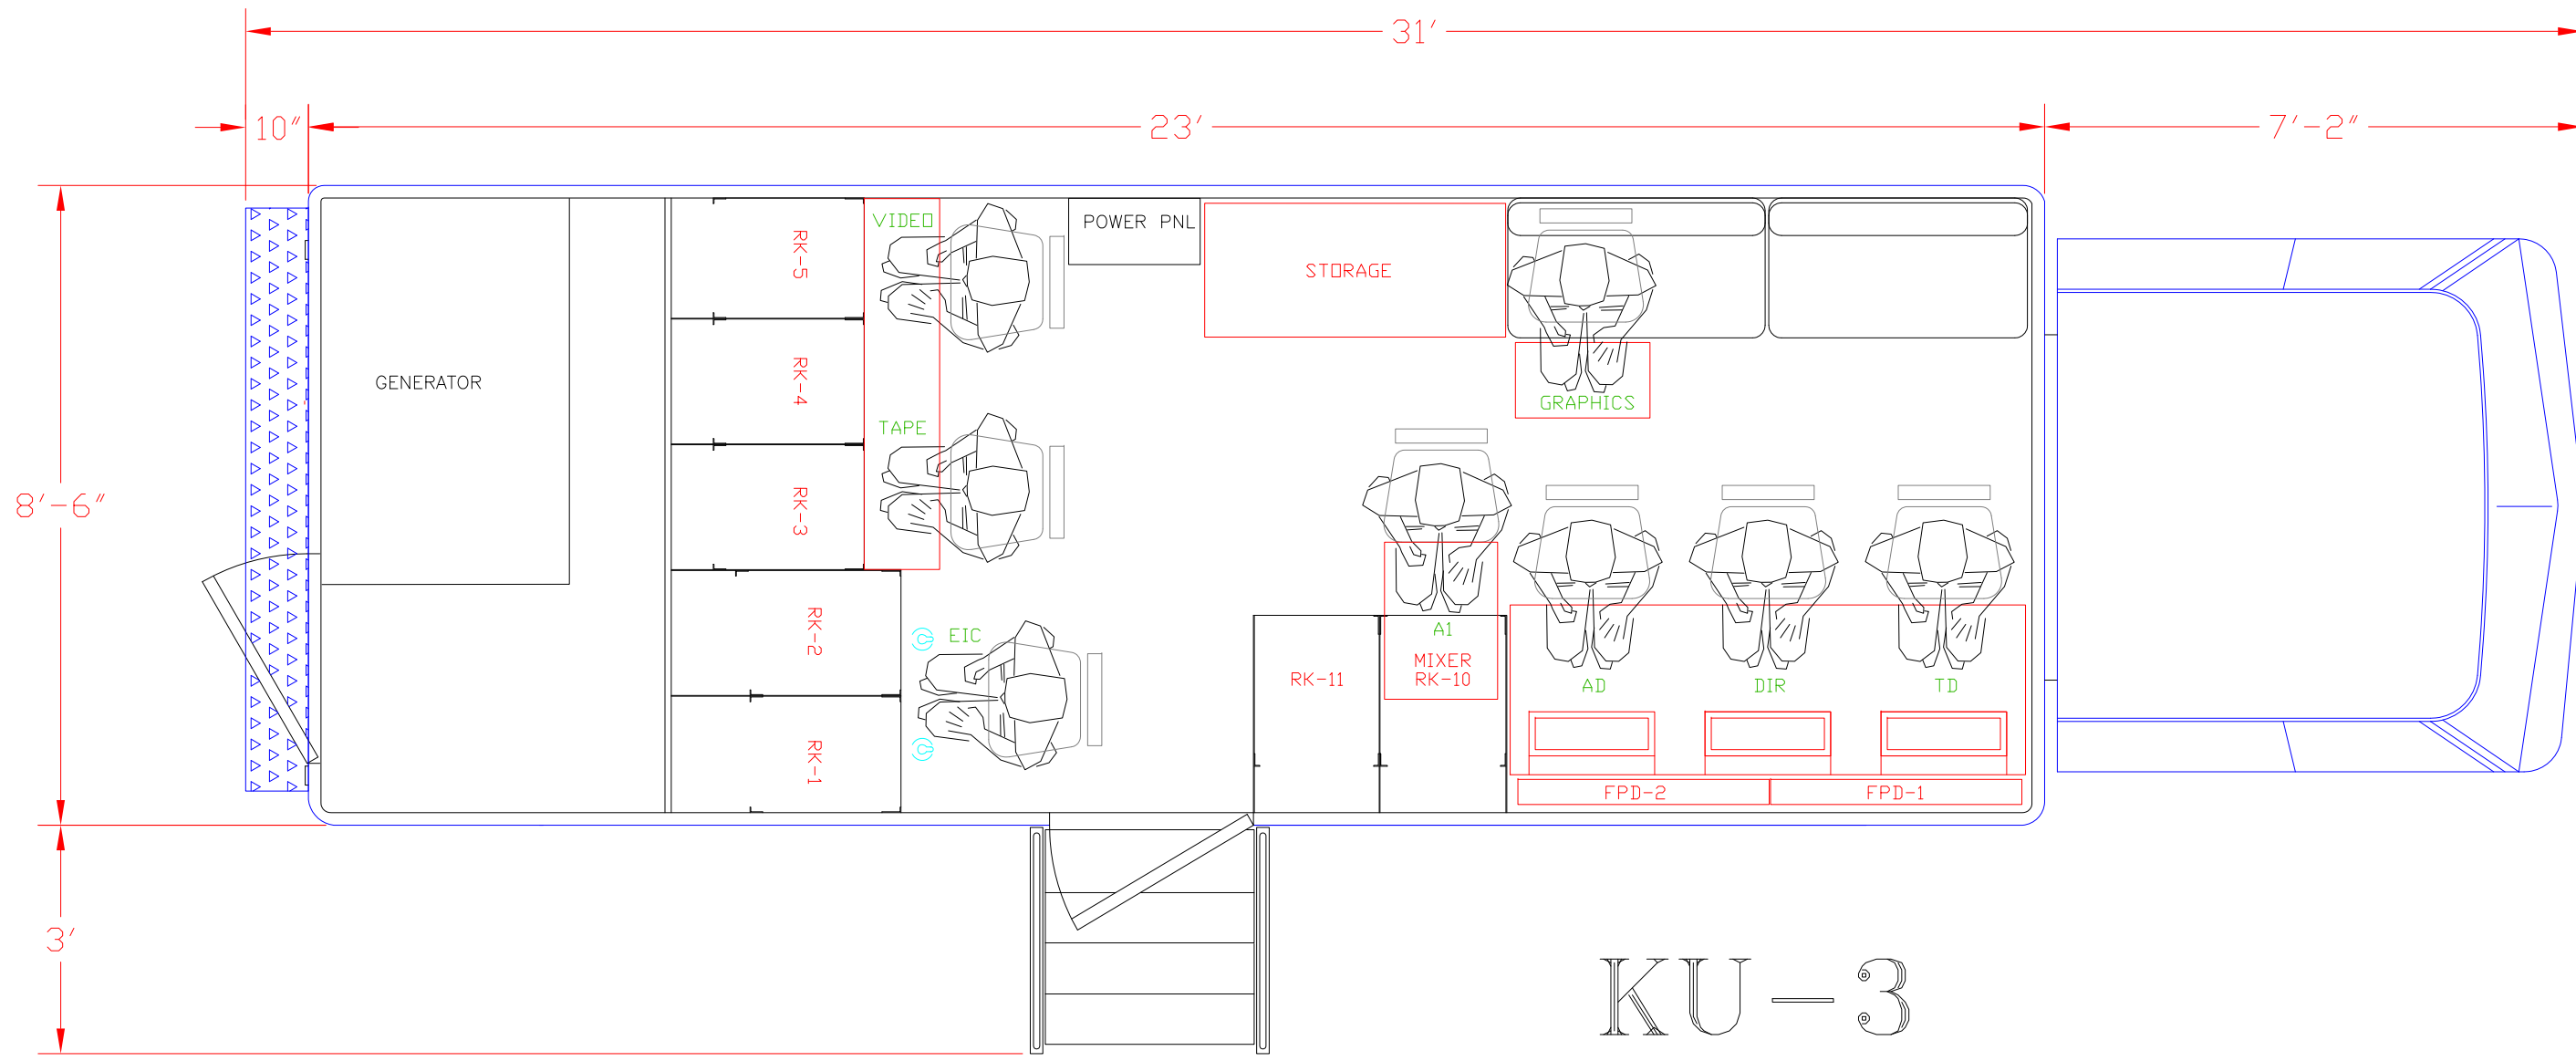 31'
10"
23'
7'-2"
VIDEO
POWER PNL
RK-5
STORAGE
GENERATOR
RK-4
GRAPHICS
TAPE
RK-3
8'-6"
RK-2
EIC
A1
MIXER
RK-10
RK-11
AD
DIR
TD
RK-1
FPD-2
FPD-1
3'
KU-3